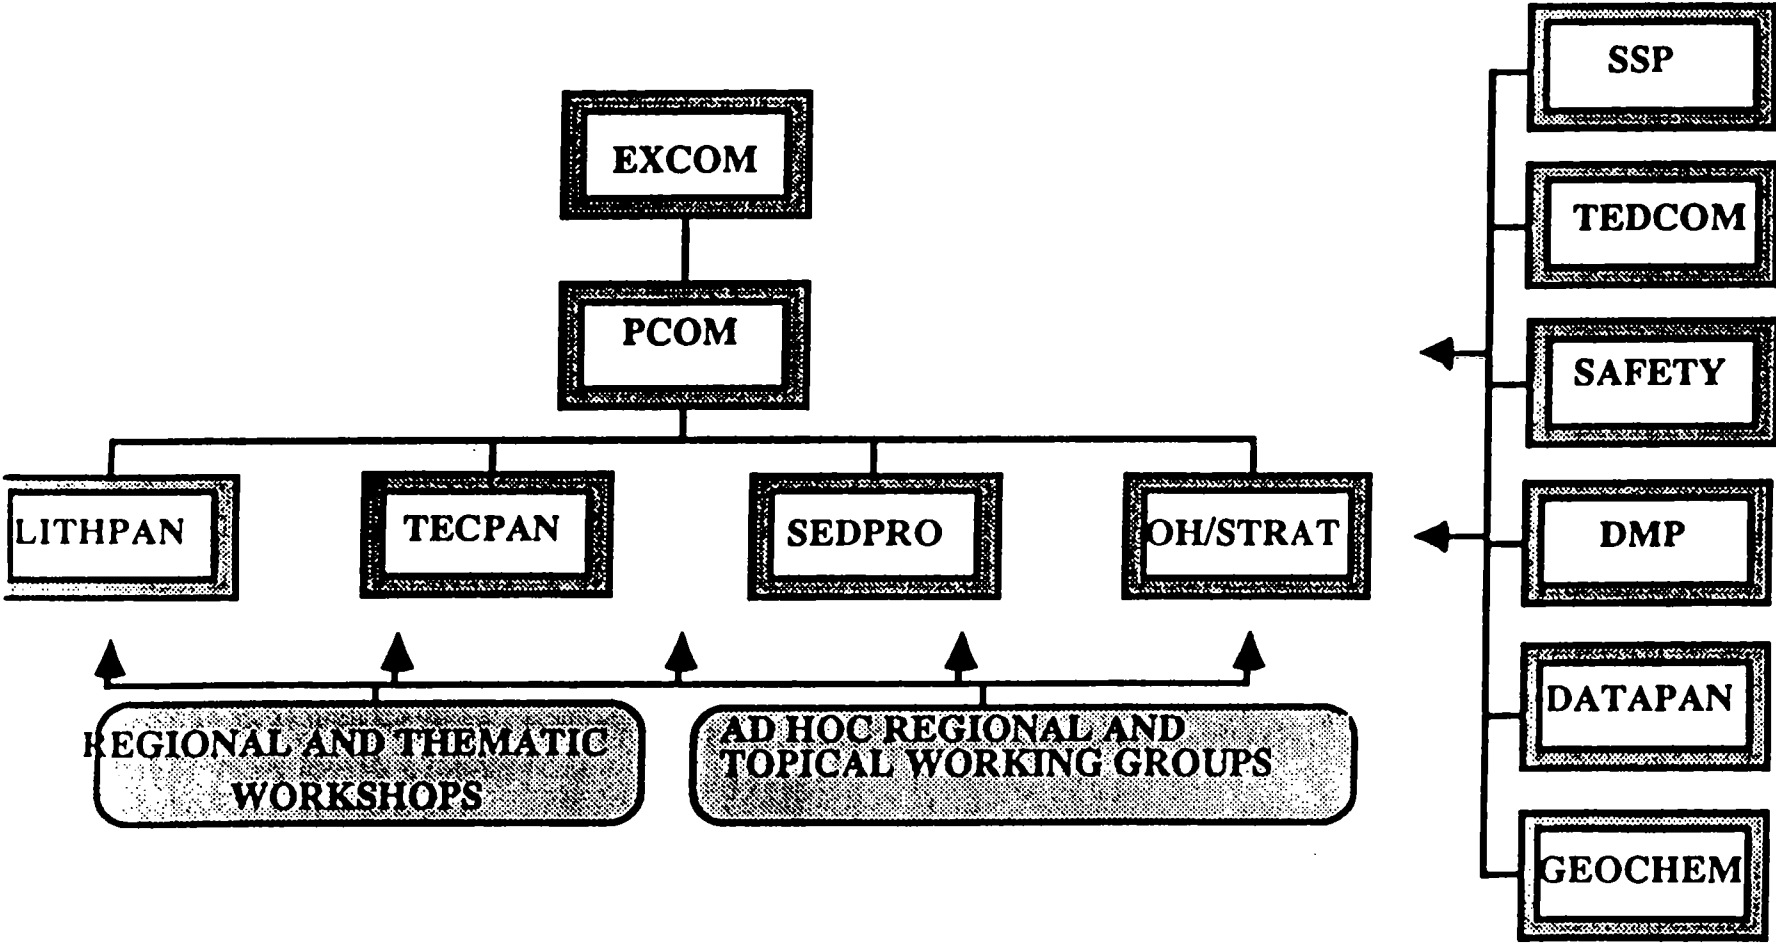 EXCOM
PCOM
LITHPAN
TECPAN
SEDPRO
OH/STRAT
REGIONAL AND THEMATIC
WORKSHOPS
AD HOC REGIONAL AND
TOPICAL WORKING GROUPS
SSP
TEDCOM
SAFETY
DMP
DATAPAN
GEOCHEM